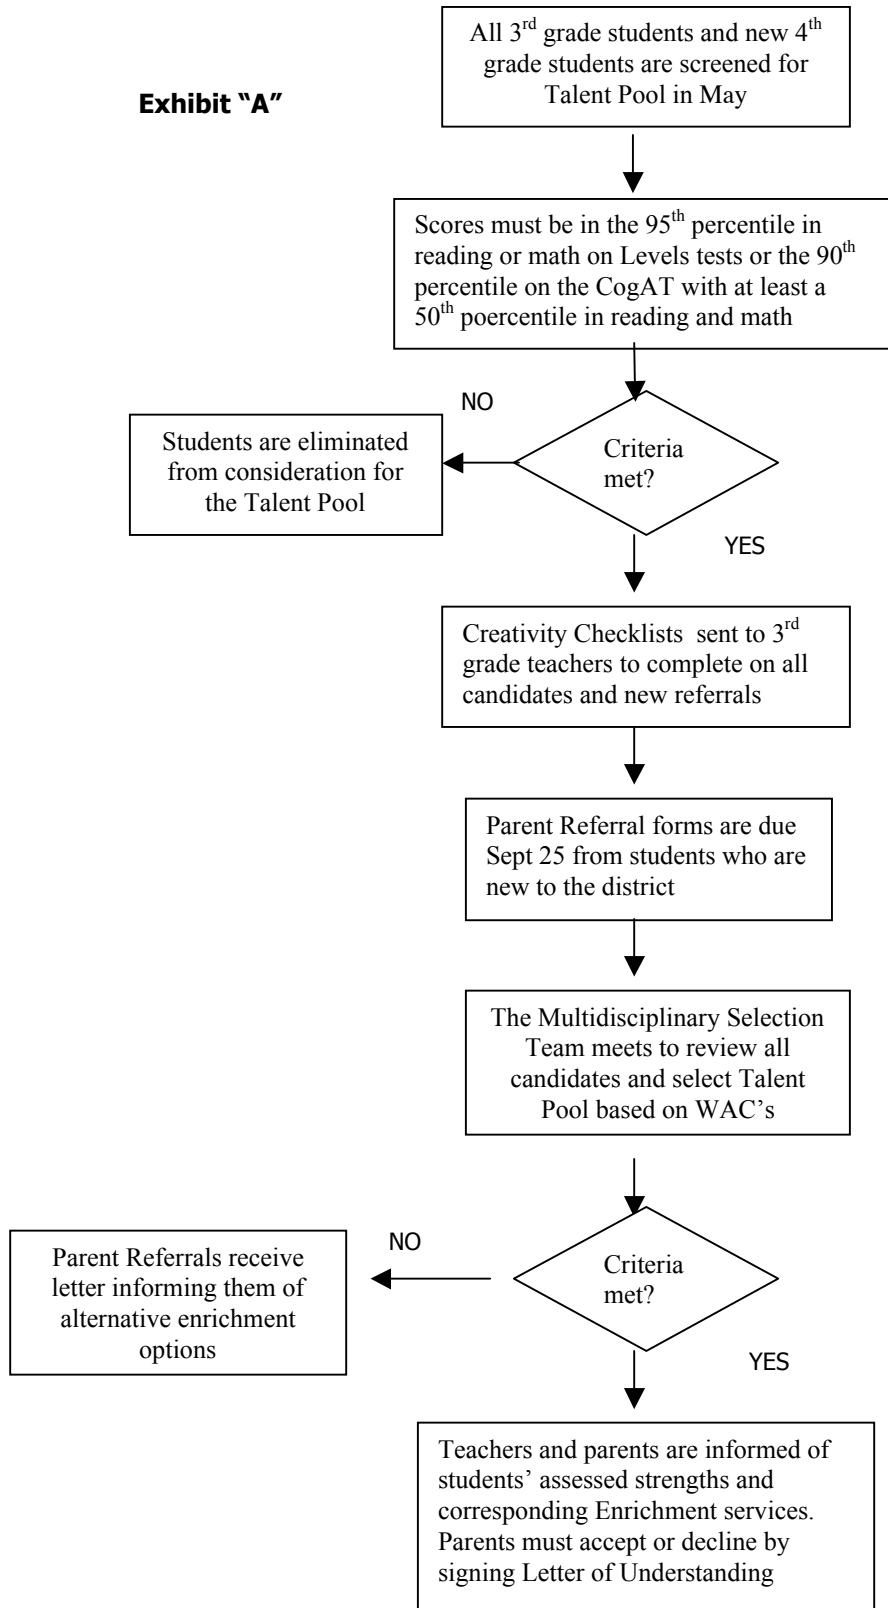 All 3rd grade students and new 4th
grade students are screened for
Talent Pool in May
Exhibit “A”
Scores must be in the 95th percentile in
reading or math on Levels tests or the 90th
percentile on the CogAT with at least a
50th poercentile in reading and math
NO
Students are eliminated
from consideration for
the Talent Pool
Criteria
met?
YES
Creativity Checklists  sent to 3rd
grade teachers to complete on all
candidates and new referrals
Parent Referral forms are due
Sept 25 from students who are
new to the district
The Multidisciplinary Selection
Team meets to review all
candidates and select Talent
Pool based on WAC’s
NO
Parent Referrals receive
letter informing them of
alternative enrichment
options
Criteria
met?
YES
Teachers and parents are informed of
students’ assessed strengths and
corresponding Enrichment services.
Parents must accept or decline by
signing Letter of Understanding